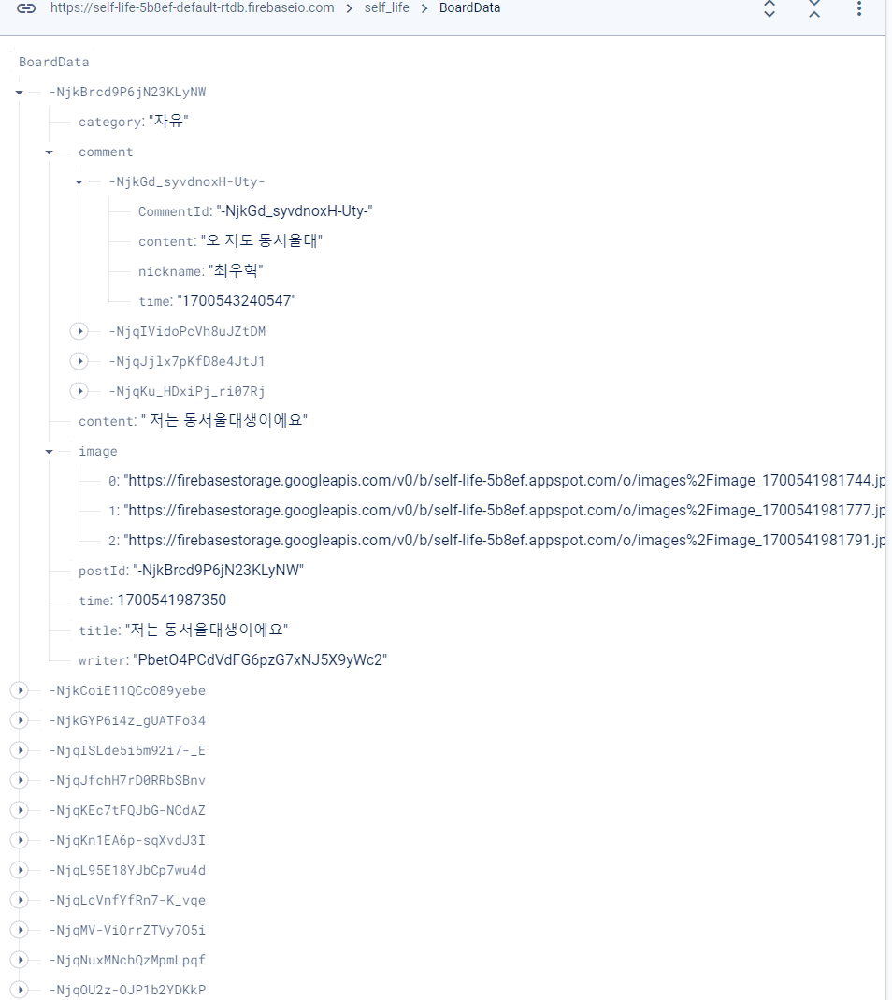 https://self-life-5b8ef-default-rtdb.firebaseio.com > self_life > BoardData
BoardData
-NjkBrcd9P6jN23KLyNW
category: "자유"
comment
-NjkGd_syvdnoxH-Uty-
CommentId: "-NjkGd_syvdnoxH-Uty-"
content: "오 저도 동서울대"
nickname: "최우혁"
time: "1700543240547"
-NjqIVidoPcVh8uJZtDM
-NjqJjlx7pKfD8e4JtJ1
-NjqKu_HDxiPj_ri07Rj
content: " 저는 동서울대생이에요"
image
0: "https://firebasestorage.googleapis.com/v0/b/self-life-5b8ef.appspot.com/o/images%2Fimage_1700541981744.jp
1: "https://firebasestorage.googleapis.com/v0/b/self-life-5b8ef.appspot.com/o/images%2Fimage_1700541981777.jp
2: "https://firebasestorage.googleapis.com/v0/b/self-life-5b8ef.appspot.com/o/images%2Fimage_1700541981791.jp
postId: "-NjkBrcd9P6jN23KLyNW"
time: 1700541987350
title: "저는 동서울대생이에요"
writer: "PbetO4PCdVdFG6pzG7xNJ5X9yWc2"
-NjkCoiE11QCcO89yebe
-NjkGYP6i4z_gUATFo34
-NjqISLde5i5m92i7-_E
-NjqJfchH7rD0RRbSBnv
-NjqKEc7tFQJbG-NCdAZ
-NjqKn1EA6p-sqXvdJ3I
-NjqL95E18YJbCp7wu4d
-NjqLcVnfYfRn7-K_vqe
-NjqMV-ViQrrZTVy7O5i
-NjqNuxMNchQzMpmLpqf
-NjqOU2z-OJP1b2YDKkP